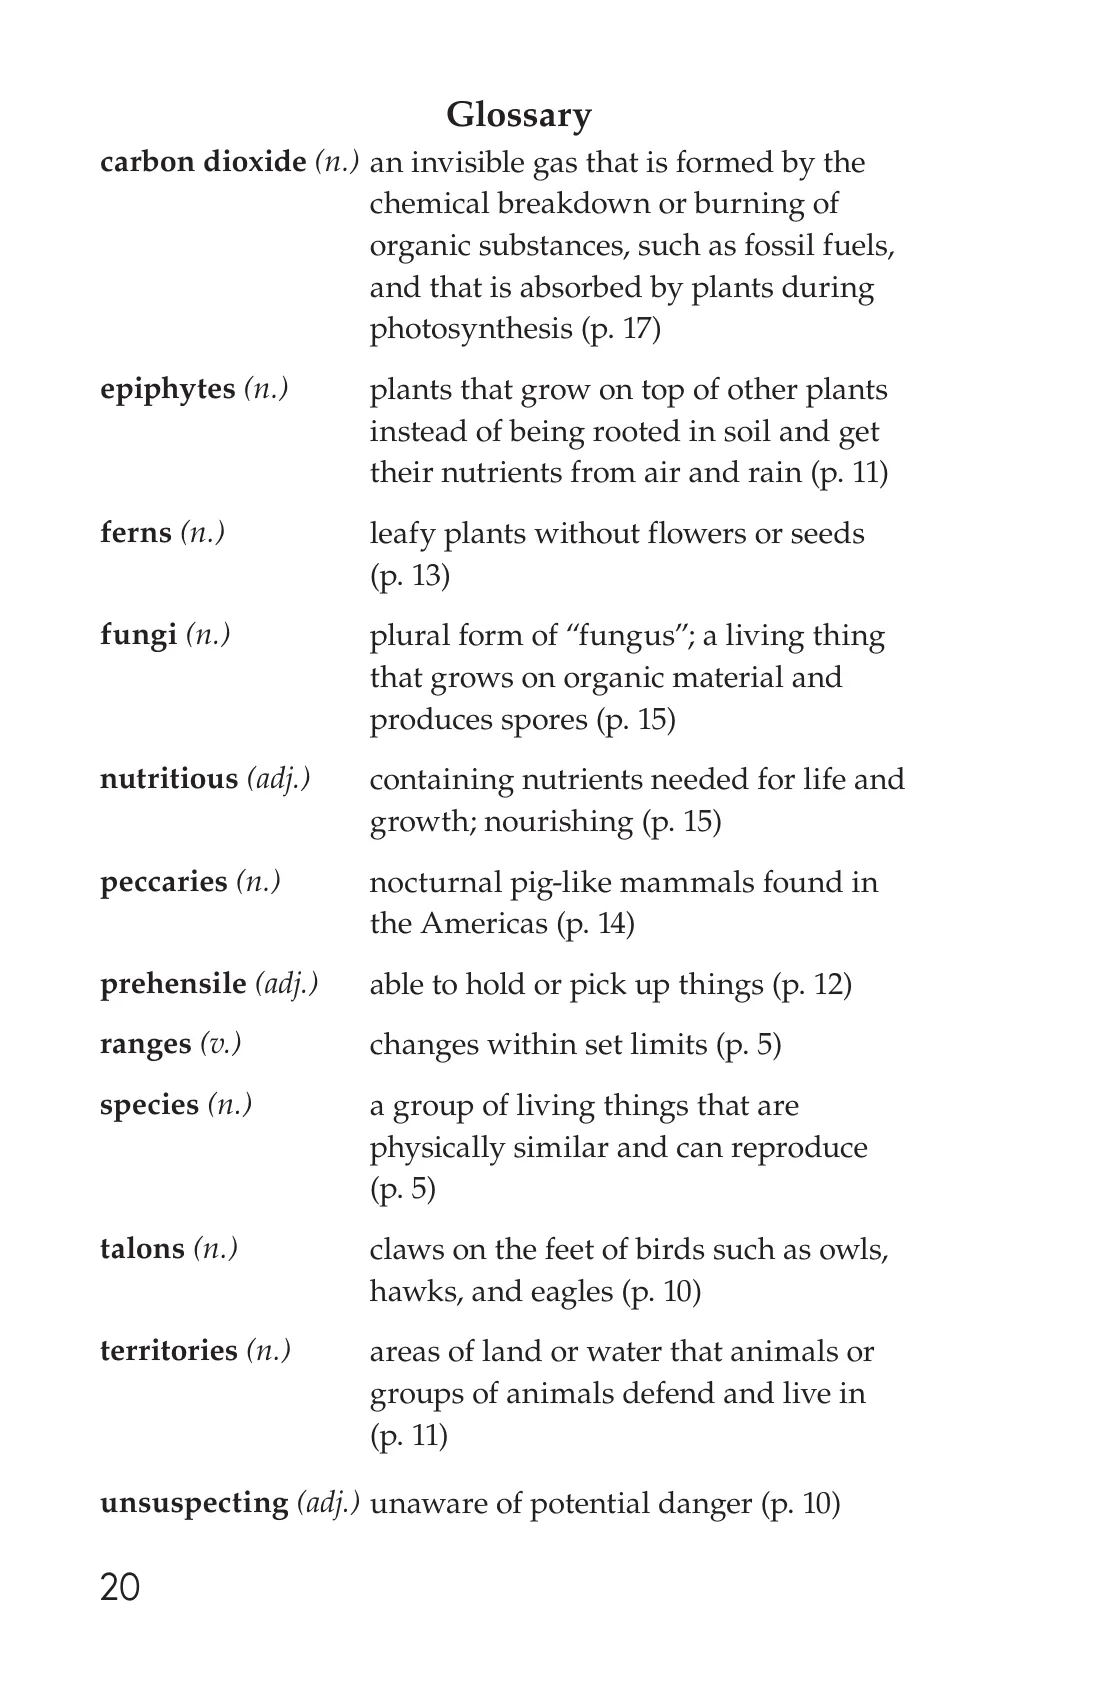 Glossary
carbon dioxide (n.) an invisible gas that is formed by the
chemical breakdown or burning of
organic substances, such as fossil fuels,
and that is absorbed by plants during
photosynthesis (p. 17)
epiphytes (n.) plants that grow on top of other plants
instead of being rooted in soil and get
their nutrients from air and rain (p. 11)
ferns (n.) leafy plants without flowers or seeds
(p. 13)
fungi (n.) plural form of “fungus”; a living thing
that grows on organic material and
produces spores (p. 15)
nutritious (adj.) containing nutrients needed for life and
growth; nourishing (p. 15)
peccaries (n.) nocturnal pig-like mammals found in
the Americas (p. 14)
prehensile (adj.) able to hold or pick up things (p. 12)
ranges (v.) changes within set limits (p. 5)
species (n.) a group of living things that are
physically similar and can reproduce
(p. 5)
talons (n.) claws on the feet of birds such as owls,
hawks, and eagles (p. 10)
territories (n.) areas of land or water that animals or
groups of animals defend and live in
(p. 11)
unsuspecting (adj.) unaware of potential danger (p. 10)
20